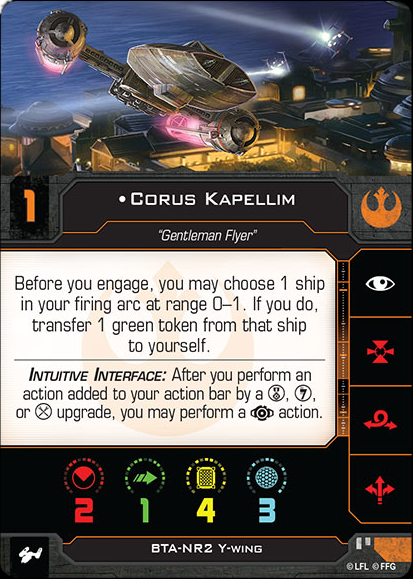 1
•Corus Kapellim
"Gentleman Flyer"
Before you engage, you may choose 1 ship
in your firing arc at range 0–1. If you do,
transfer 1 green token from that ship
to yourself.
Intuitive Interface: After you perform an
action added to your action bar by a , ,
or upgrade, you may perform a action.
2 1 4 3
BTA-NR2 Y-wing
© LFL © FFG